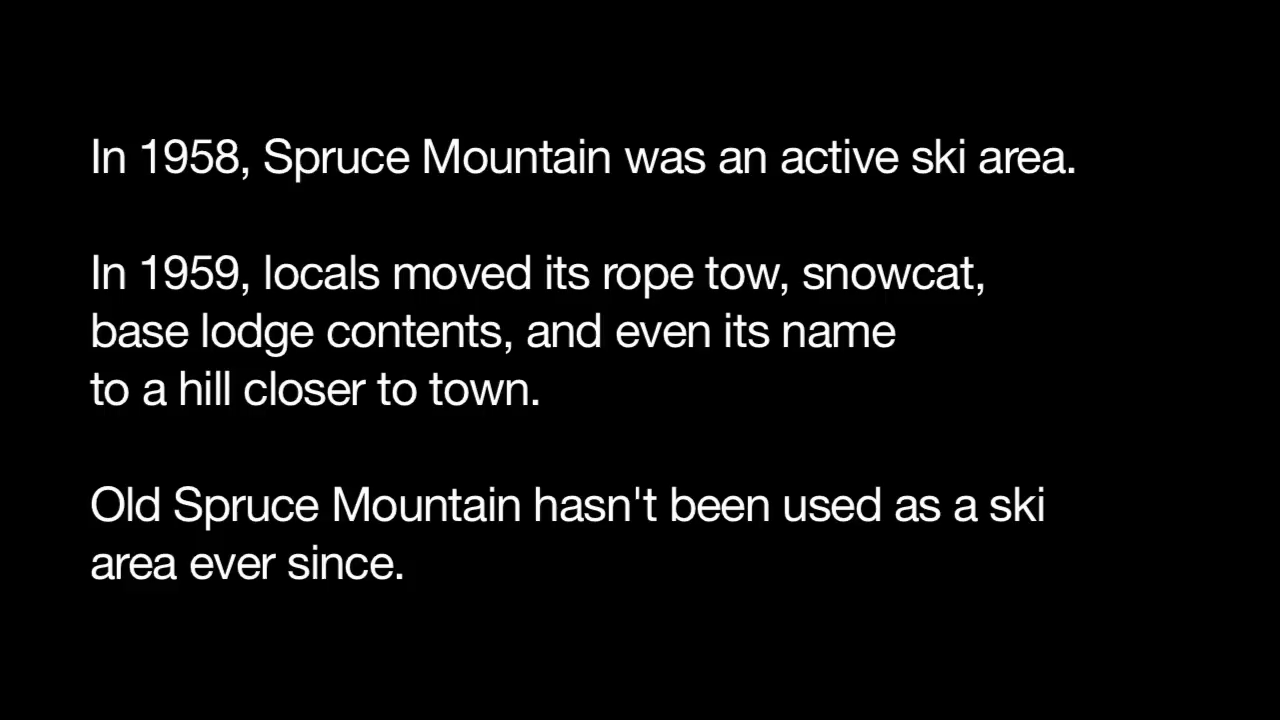 In 1958, Spruce Mountain was an active ski area.
In 1959, locals moved its rope tow, snowcat,
base lodge contents, and even its name
to a hill closer to town.
Old Spruce Mountain hasn't been used as a ski
area ever since.